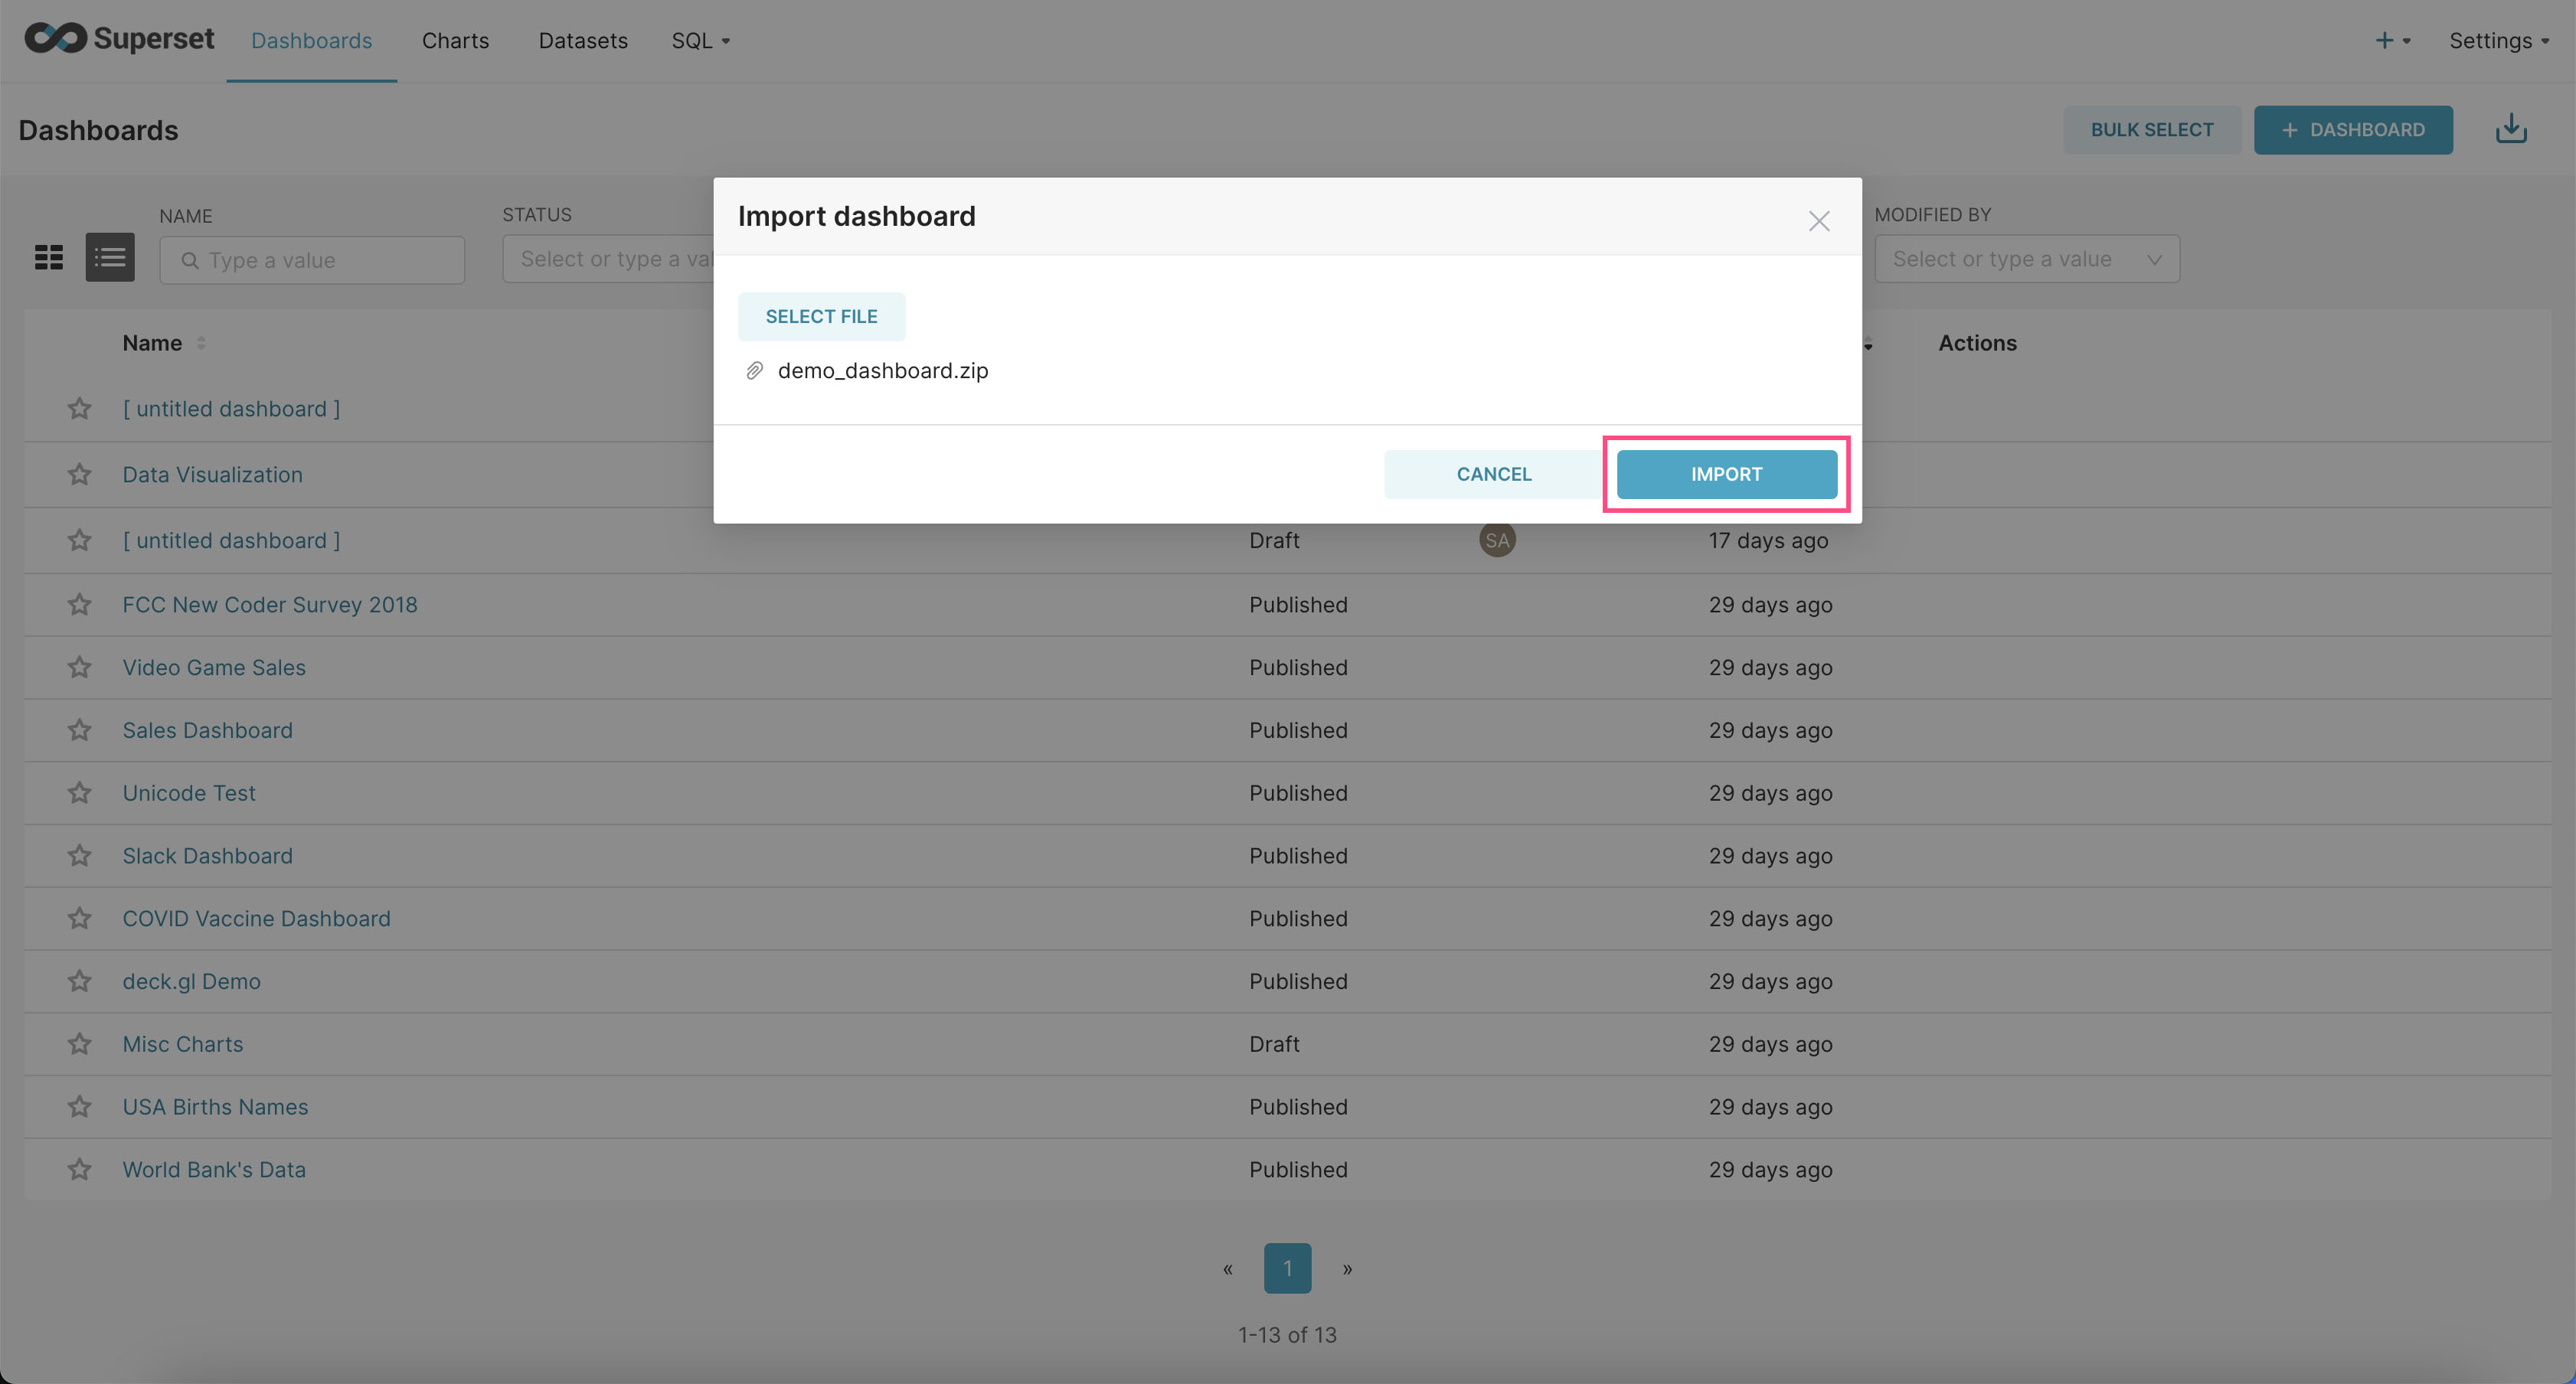 Superset Dashboards Charts Datasets SQL + Settings
Dashboards BULK SELECT + DASHBOARD
Import dashboard
NAME STATUS MODIFIED BY
Type a value Select or type a val Select or type a value
SELECT FILE
demo_dashboard.zip
Name Actions
[ untitled dashboard ]
CANCEL IMPORT
Data Visualization
[ untitled dashboard ] Draft SA 17 days ago
FCC New Coder Survey 2018 Published 29 days ago
Video Game Sales Published 29 days ago
Sales Dashboard Published 29 days ago
Unicode Test Published 29 days ago
Slack Dashboard Published 29 days ago
COVID Vaccine Dashboard Published 29 days ago
deck.gl Demo Published 29 days ago
Misc Charts Draft 29 days ago
USA Births Names Published 29 days ago
World Bank's Data Published 29 days ago
« 1 »
1-13 of 13